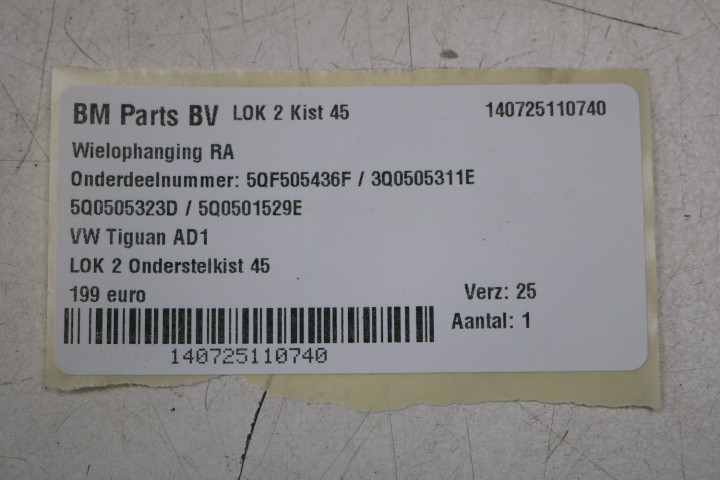 BM Parts BV LOK 2 Kist 45 140725110740
Wielophanging RA
Onderdeelnummer: 5QF505436F / 3Q0505311E
5Q0505323D / 5Q0501529E
VW Tiguan AD1
LOK 2 Onderstelkist 45
199 euro Verz: 25
Aantal: 1
140725110740